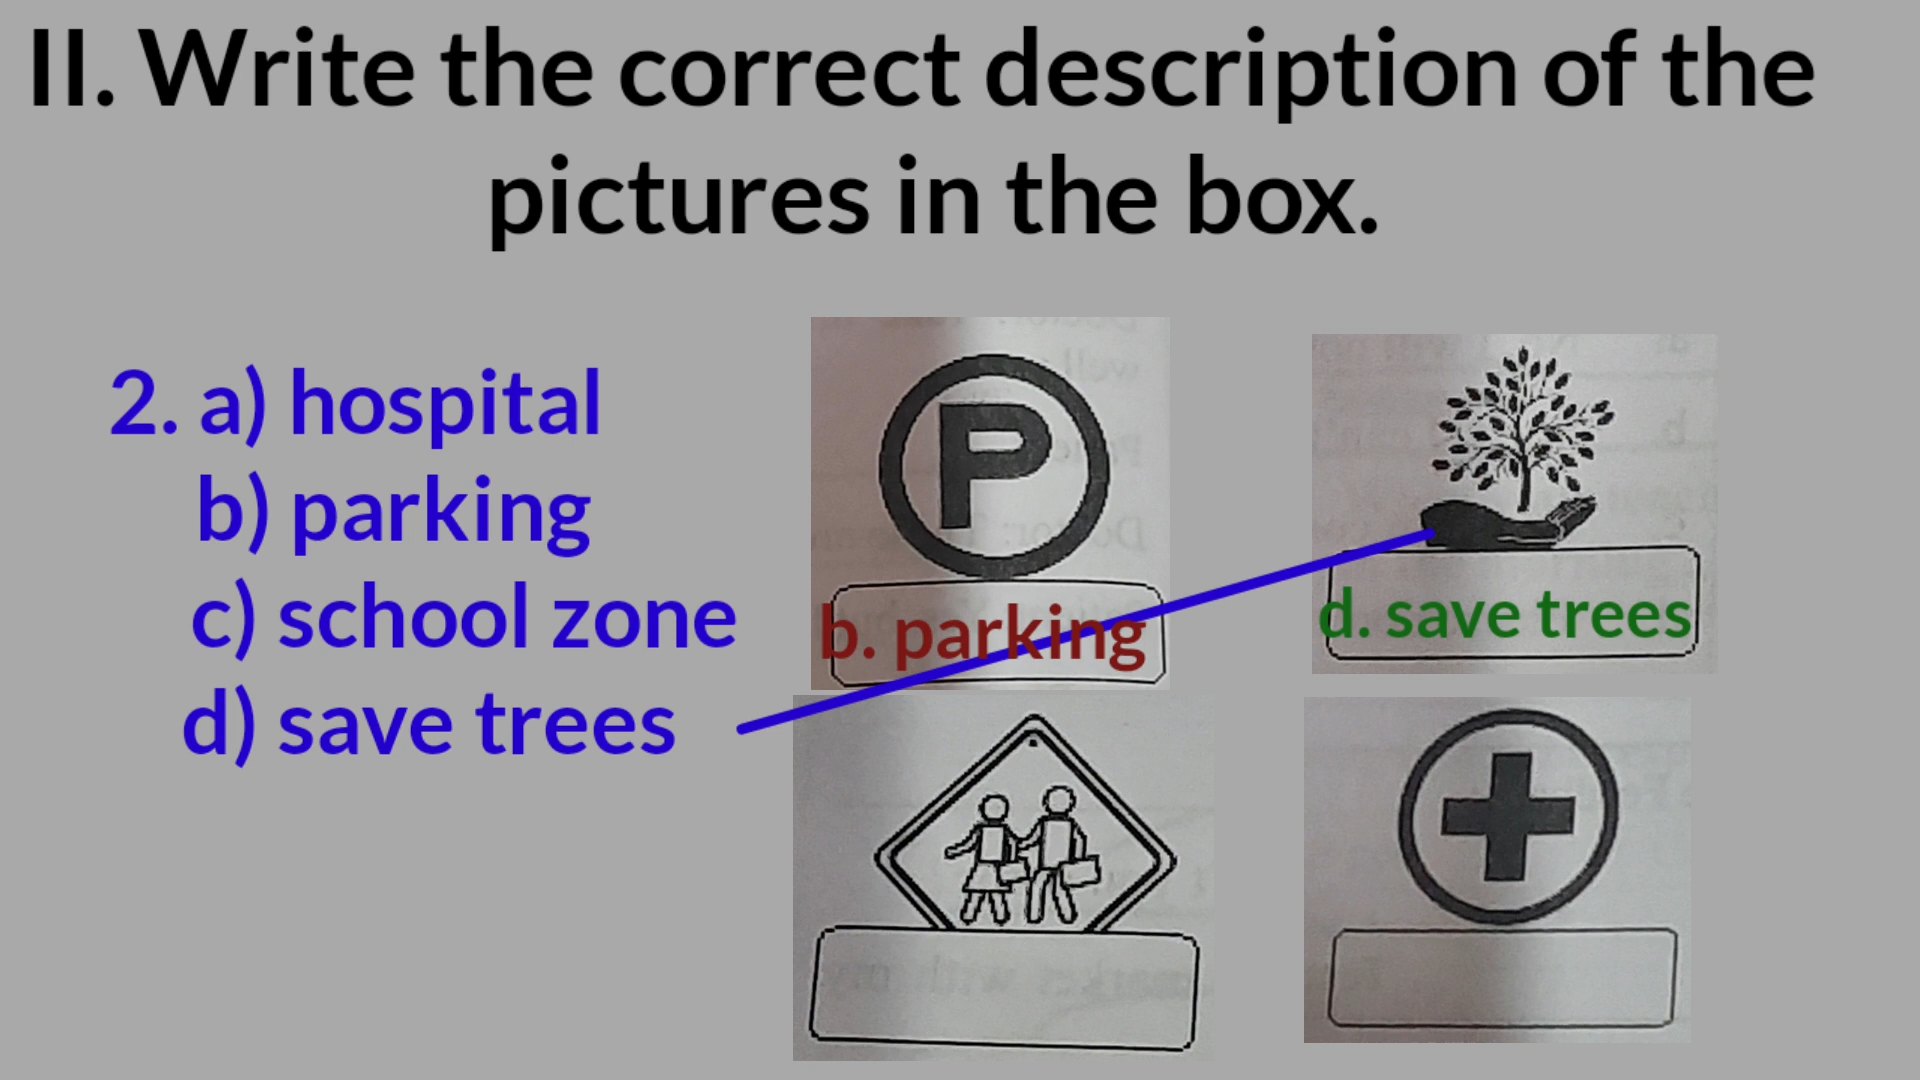 II. Write the correct description of the
pictures in the box.
2. a) hospital
b) parking
c) school zone
d) save trees
P
b. parking
d. save trees